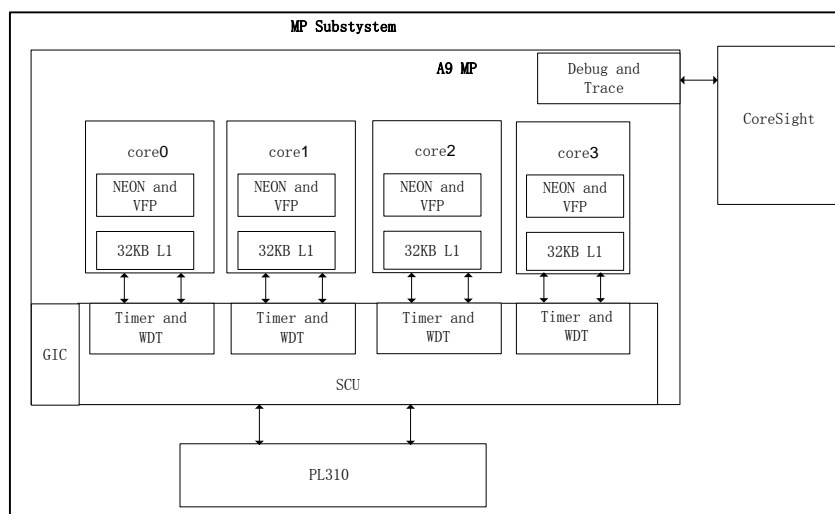 MP Substystem
A9 MP
Debug and
Trace
CoreSight
core0
core1
core2
core3
NEON and
VFP
NEON and
VFP
NEON and
VFP
NEON and
VFP
32KB L1
32KB L1
32KB L1
32KB L1
GIC
Timer and
WDT
Timer and
WDT
Timer and
WDT
Timer and
WDT
SCU
PL310